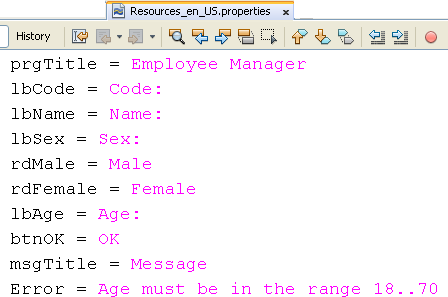 Resources_en_US.properties
History
prgTitle = Employee Manager
lbCode = Code:
lbName = Name:
lbSex = Sex:
rdMale = Male
rdFemale = Female
lbAge = Age:
btnOK = OK
msgTitle = Message
Error = Age must be in the range 18..70